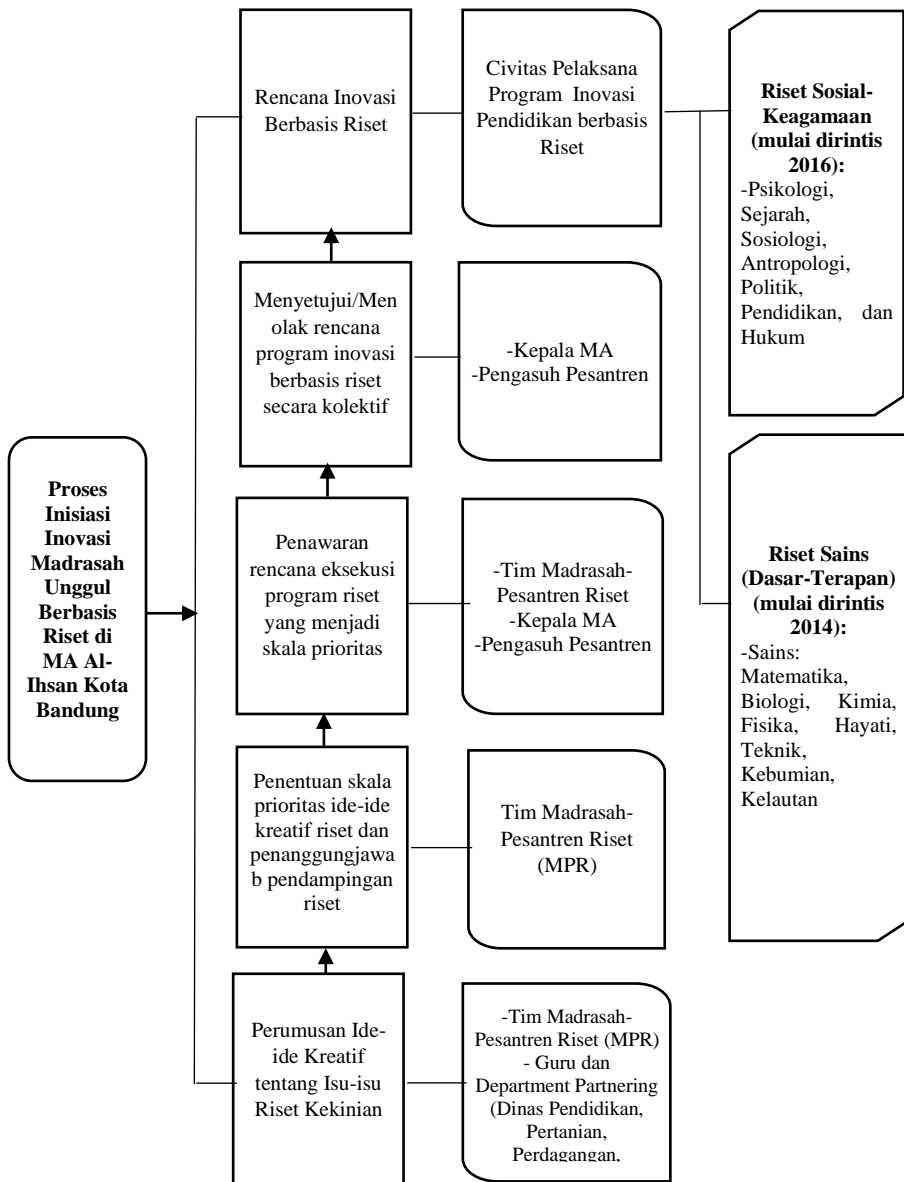 Rencana Inovasi
Berbasis Riset
Civitas Pelaksana
Program Inovasi
Pendidikan berbasis
Riset
Riset Sosial-
Keagamaan
(mulai dirintis
2016):
-Psikologi,
Sejarah,
Sosiologi,
Antropologi,
Politik,
Pendidikan, dan
Hukum
Menyetujui/Men
olak rencana
program inovasi
berbasis riset
secara kolektif
-Kepala MA
-Pengasuh Pesantren
Proses
Inisiasi
Inovasi
Madrasah
Unggul
Berbasis
Riset di
MA Al-
Ihsan Kota
Bandung
Penawaran
rencana eksekusi
program riset
yang menjadi
skala prioritas
-Tim Madrasah-
Pesantren Riset
-Kepala MA
-Pengasuh Pesantren
Riset Sains
(Dasar-Terapan)
(mulai dirintis
2014):
-Sains:
Matematika,
Biologi, Kimia,
Fisika, Hayati,
Teknik,
Kebumian,
Kelautan
Penentuan skala
prioritas ide-ide
kreatif riset dan
penanggungjawa
b pendampingan
riset
Tim Madrasah-
Pesantren Riset
(MPR)
Perumusan Ide-
ide Kreatif
tentang Isu-isu
Riset Kekinian
-Tim Madrasah-
Pesantren Riset (MPR)
- Guru dan
Department Partnering
(Dinas Pendidikan,
Pertanian,
Perdagangan,